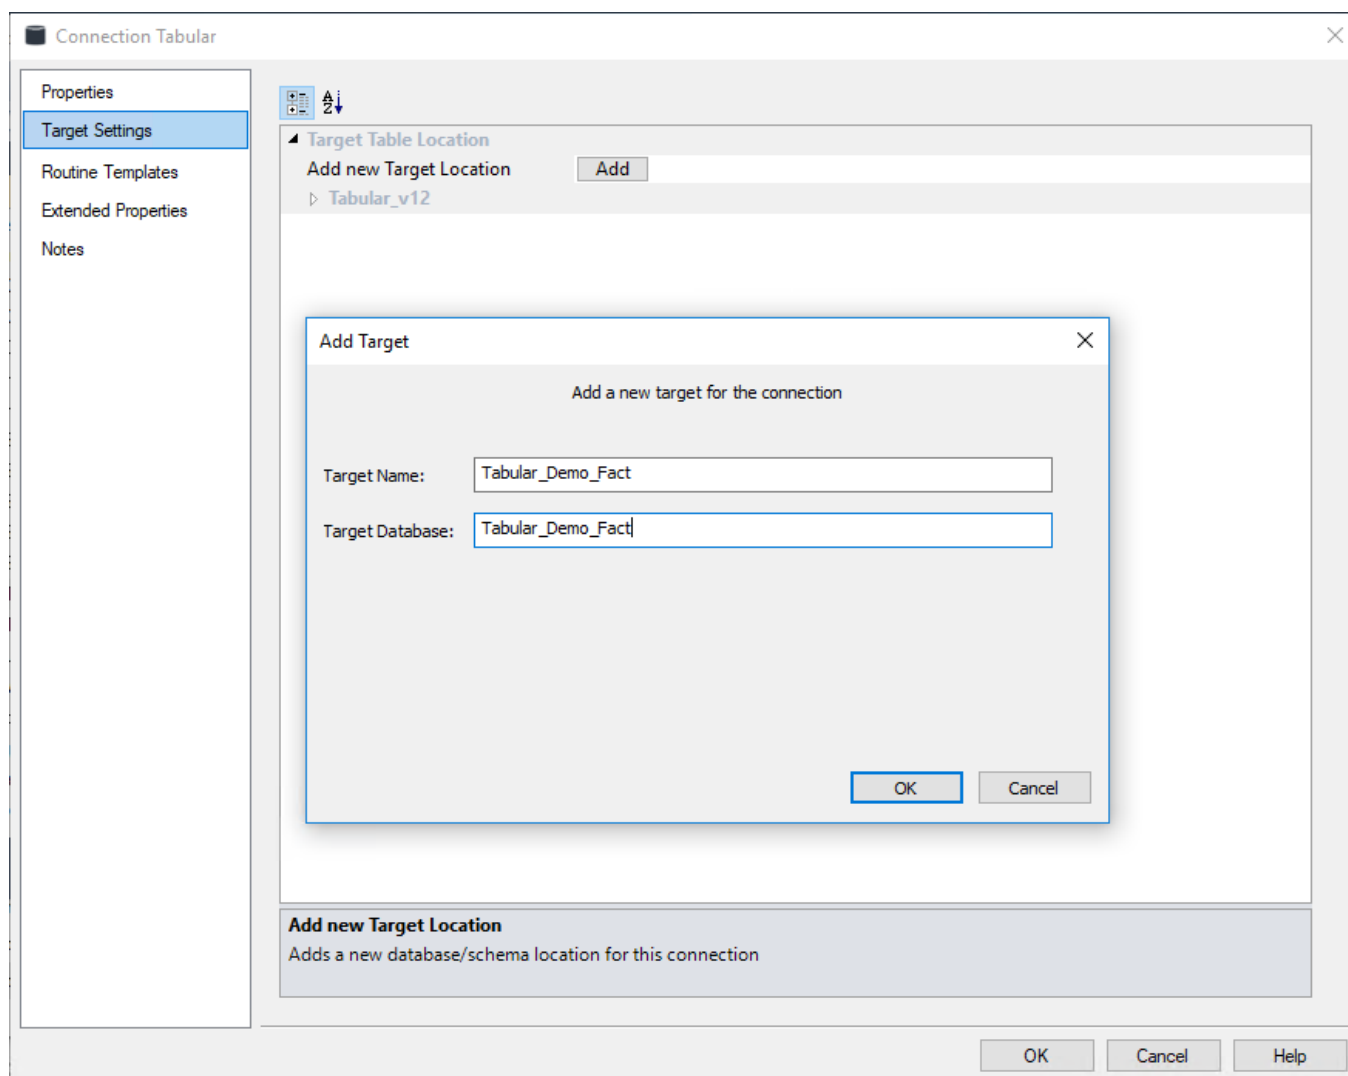 Connection Tabular
Properties
Target Settings
Routine Templates
Extended Properties
Notes
Target Table Location
Add new Target Location Add
Tabular_v12
Add Target
Add a new target for the connection
Target Name: Tabular_Demo_Fact
Target Database: Tabular_Demo_Fact
OK Cancel
Add new Target Location
Adds a new database/schema location for this connection
OK Cancel Help